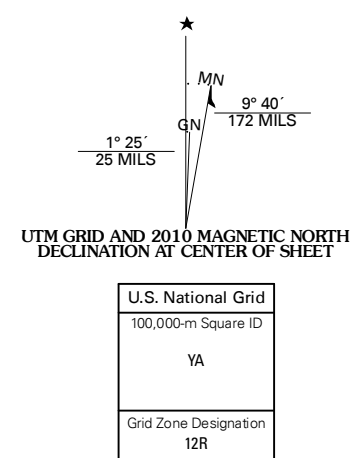 MN
9° 40´
172 MILS
GN
1° 25´
25 MILS
UTM GRID AND 2010 MAGNETIC NORTH
DECLINATION AT CENTER OF SHEET
U.S. National Grid
100,000-m Square ID
YA
Grid Zone Designation
12R